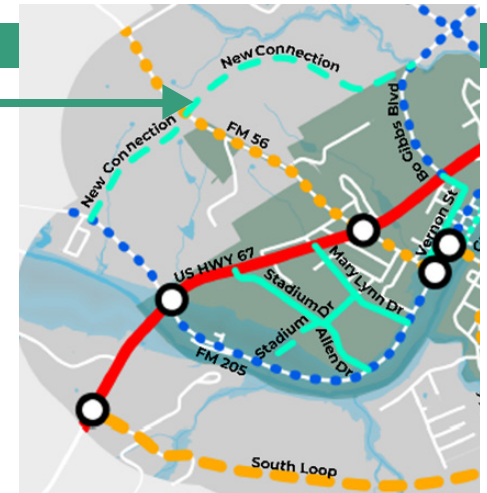 New Connection
New Connection
FM 56
Bo Gibbs Blvd
Vernon St
US HWY 67
Mary Lynn Dr
Stadium Dr
Stadium
Allen Dr
FM 205
South Loop